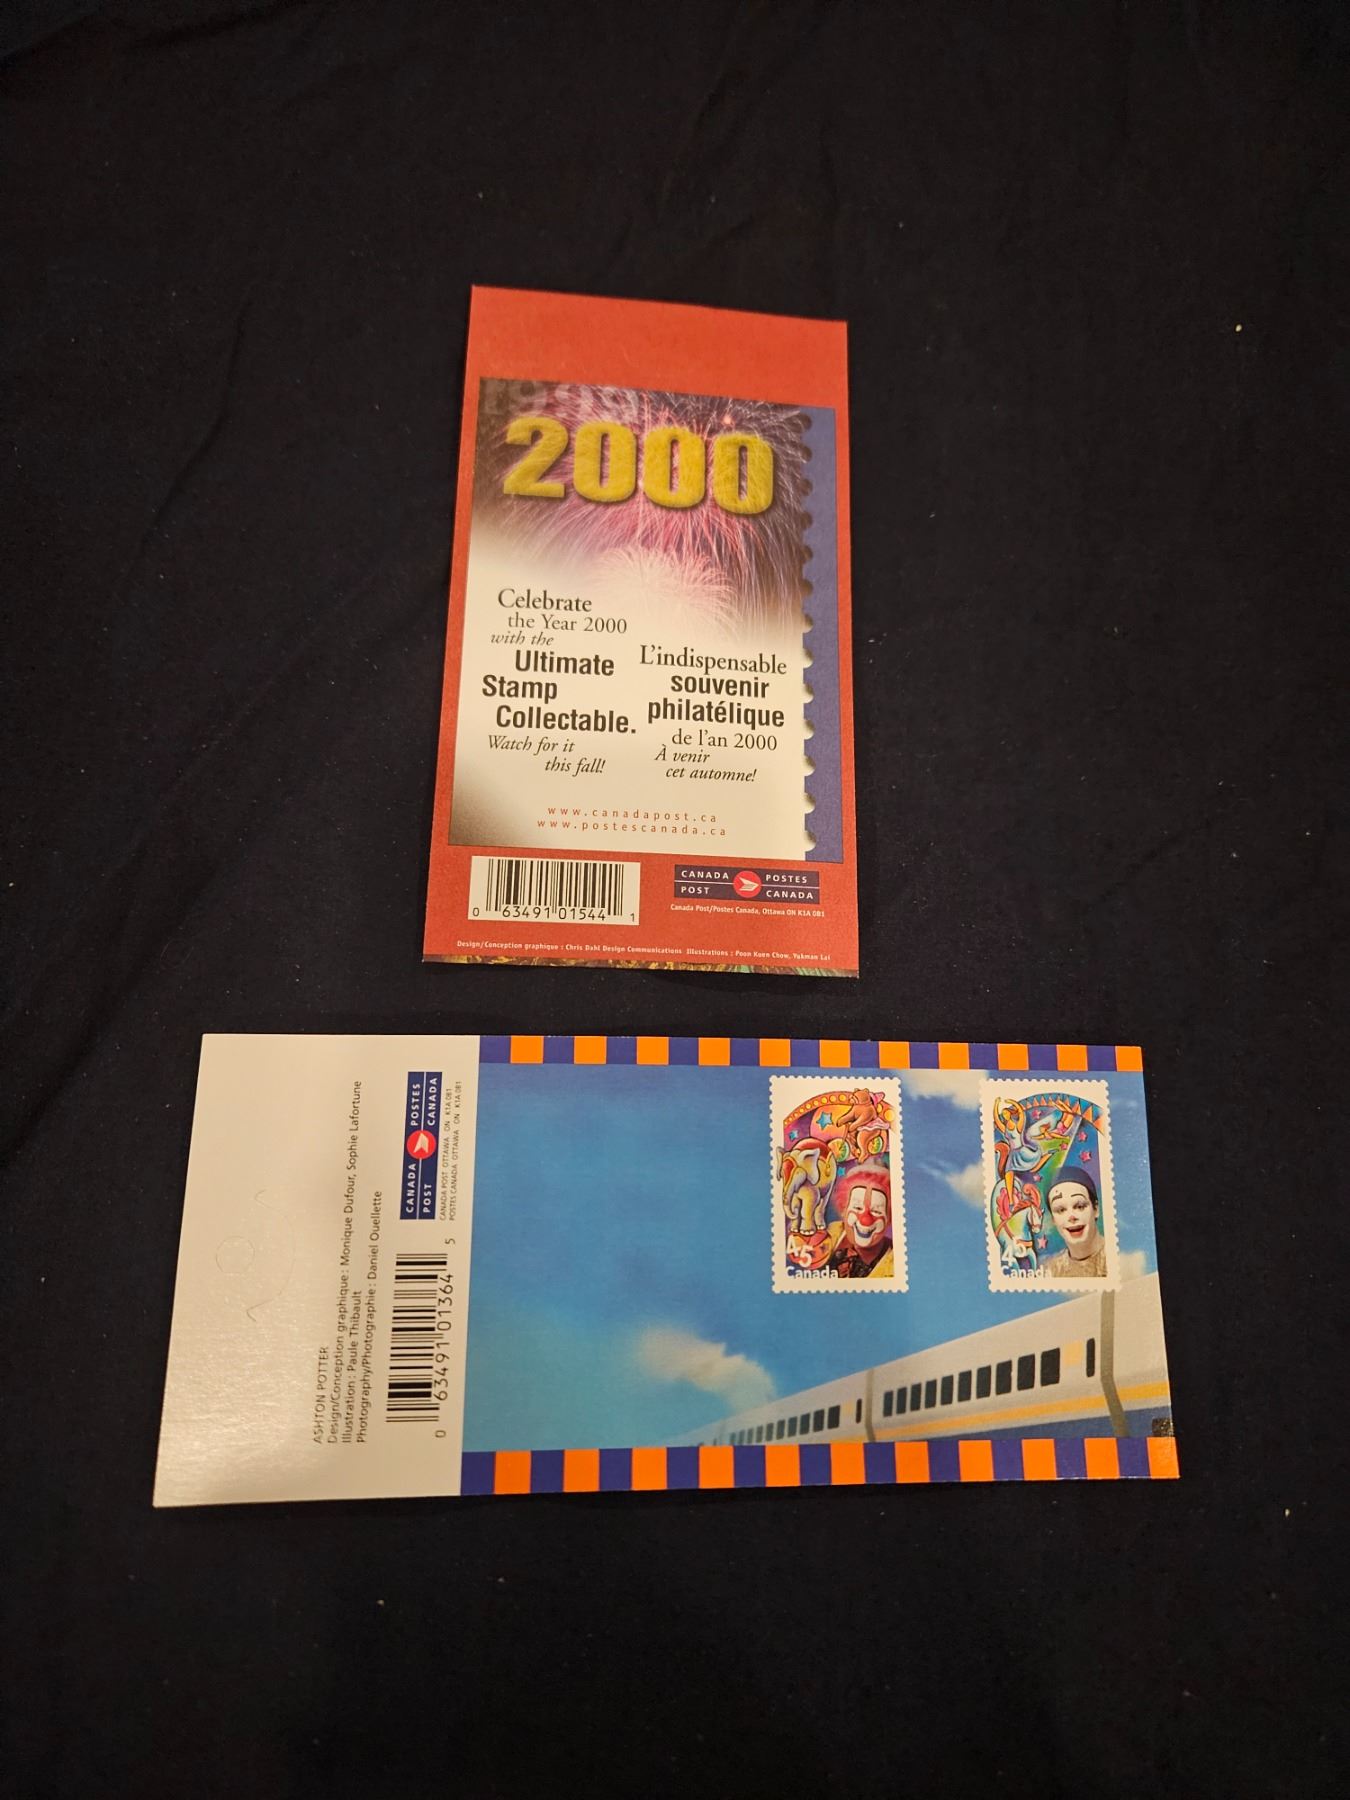 1999
2000
Celebrate
the Year 2000
with the
Ultimate
Stamp
Collectable.
Watch for it
this fall!
L'indispensable
souvenir
philatélique
de l'an 2000
À venir
cet automne!
www.canadapost.ca
www.postescanada.ca
0 63491 01544 1
CANADA POSTES
POST CANADA
Canada Post/Postes Canada, Ottawa ON K1A 0B1
Design/Conception graphique : Chris Dahl Design Communications Illustrations : Poon Kuen Chow, Yukman Lai
ASHTON POTTER
Design/Conception graphique : Monique Dufour, Sophie Lafortune
Illustration : Paule Thibault
Photography/Photographie : Daniel Ouellette
0 63491 01364 5
CANADA POSTES
POST CANADA
CANADA POST OTTAWA ON K1A 0B1
POSTES CANADA OTTAWA ON K1A 0B1
45
Canada
45
Canada